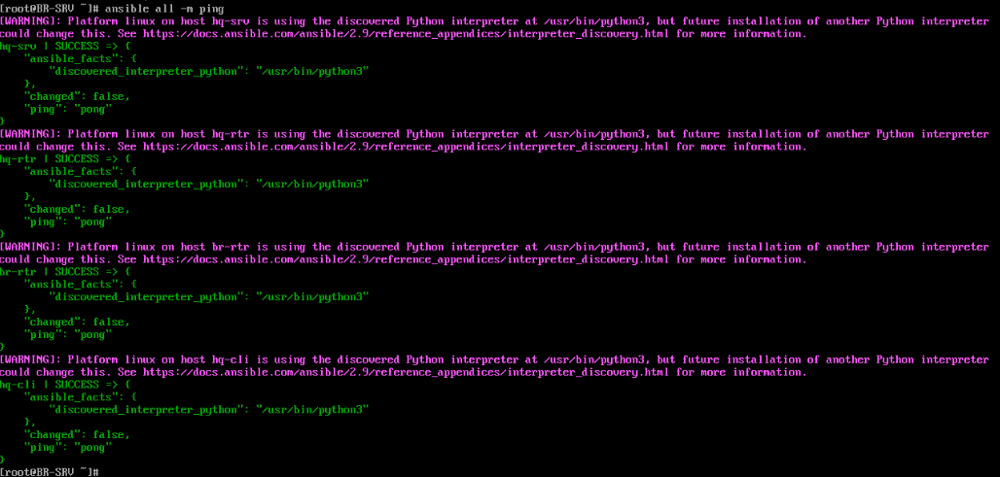 [root@BR-SRV ~]# ansible all -m ping
[WARNING]: Platform linux on host hq-srv is using the discovered Python interpreter at /usr/bin/python3, but future installation of another Python interpreter
could change this. See https://docs.ansible.com/ansible/2.9/reference_appendices/interpreter_discovery.html for more information.
hq-srv | SUCCESS => {
    "ansible_facts": {
        "discovered_interpreter_python": "/usr/bin/python3"
    },
    "changed": false,
    "ping": "pong"
}
[WARNING]: Platform linux on host hq-rtr is using the discovered Python interpreter at /usr/bin/python3, but future installation of another Python interpreter
could change this. See https://docs.ansible.com/ansible/2.9/reference_appendices/interpreter_discovery.html for more information.
hq-rtr | SUCCESS => {
    "ansible_facts": {
        "discovered_interpreter_python": "/usr/bin/python3"
    },
    "changed": false,
    "ping": "pong"
}
[WARNING]: Platform linux on host br-rtr is using the discovered Python interpreter at /usr/bin/python3, but future installation of another Python interpreter
could change this. See https://docs.ansible.com/ansible/2.9/reference_appendices/interpreter_discovery.html for more information.
br-rtr | SUCCESS => {
    "ansible_facts": {
        "discovered_interpreter_python": "/usr/bin/python3"
    },
    "changed": false,
    "ping": "pong"
}
[WARNING]: Platform linux on host hq-cli is using the discovered Python interpreter at /usr/bin/python3, but future installation of another Python interpreter
could change this. See https://docs.ansible.com/ansible/2.9/reference_appendices/interpreter_discovery.html for more information.
hq-cli | SUCCESS => {
    "ansible_facts": {
        "discovered_interpreter_python": "/usr/bin/python3"
    },
    "changed": false,
    "ping": "pong"
}
[root@BR-SRV ~]#